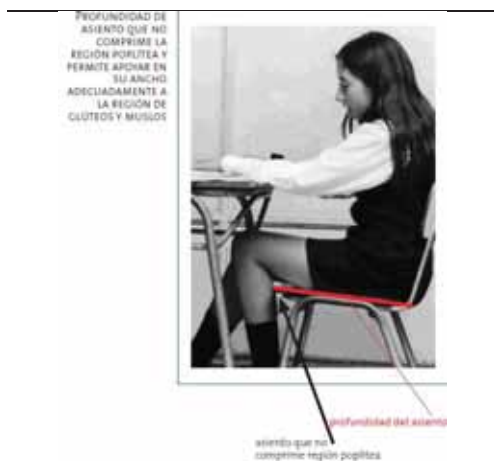 PROFUNDIDAD DE
ASIENTO QUE NO
COMPRIME LA
REGIÓN POPLÍTEA Y
PERMITE APOYAR EN
SU ANCHO
ADECUADAMENTE A
LA REGIÓN DE
GLÚTEOS Y MUSLOS
profundidad del asiento
asiento que no
comprime región poplítea